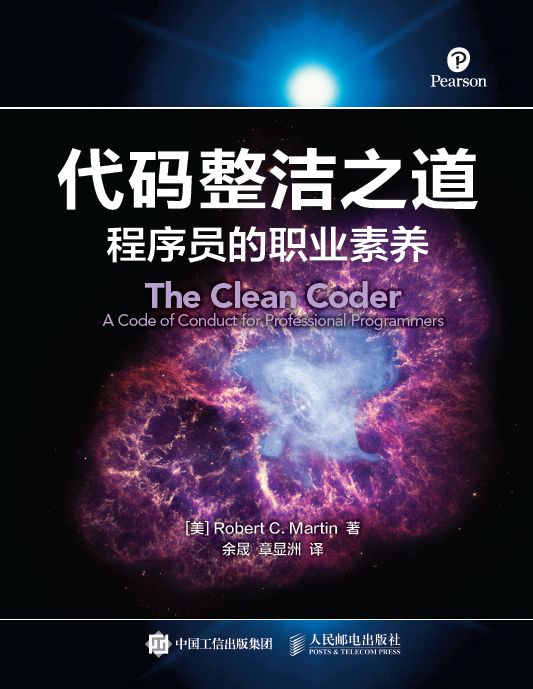 Pearson
代码整洁之道
程序员的职业素养
The Clean Coder
A Code of Conduct for Professional Programmers
[美] Robert C. Martin 著
余晟 章显洲 译
中国工信出版集团 人民邮电出版社
POSTS & TELECOM PRESS